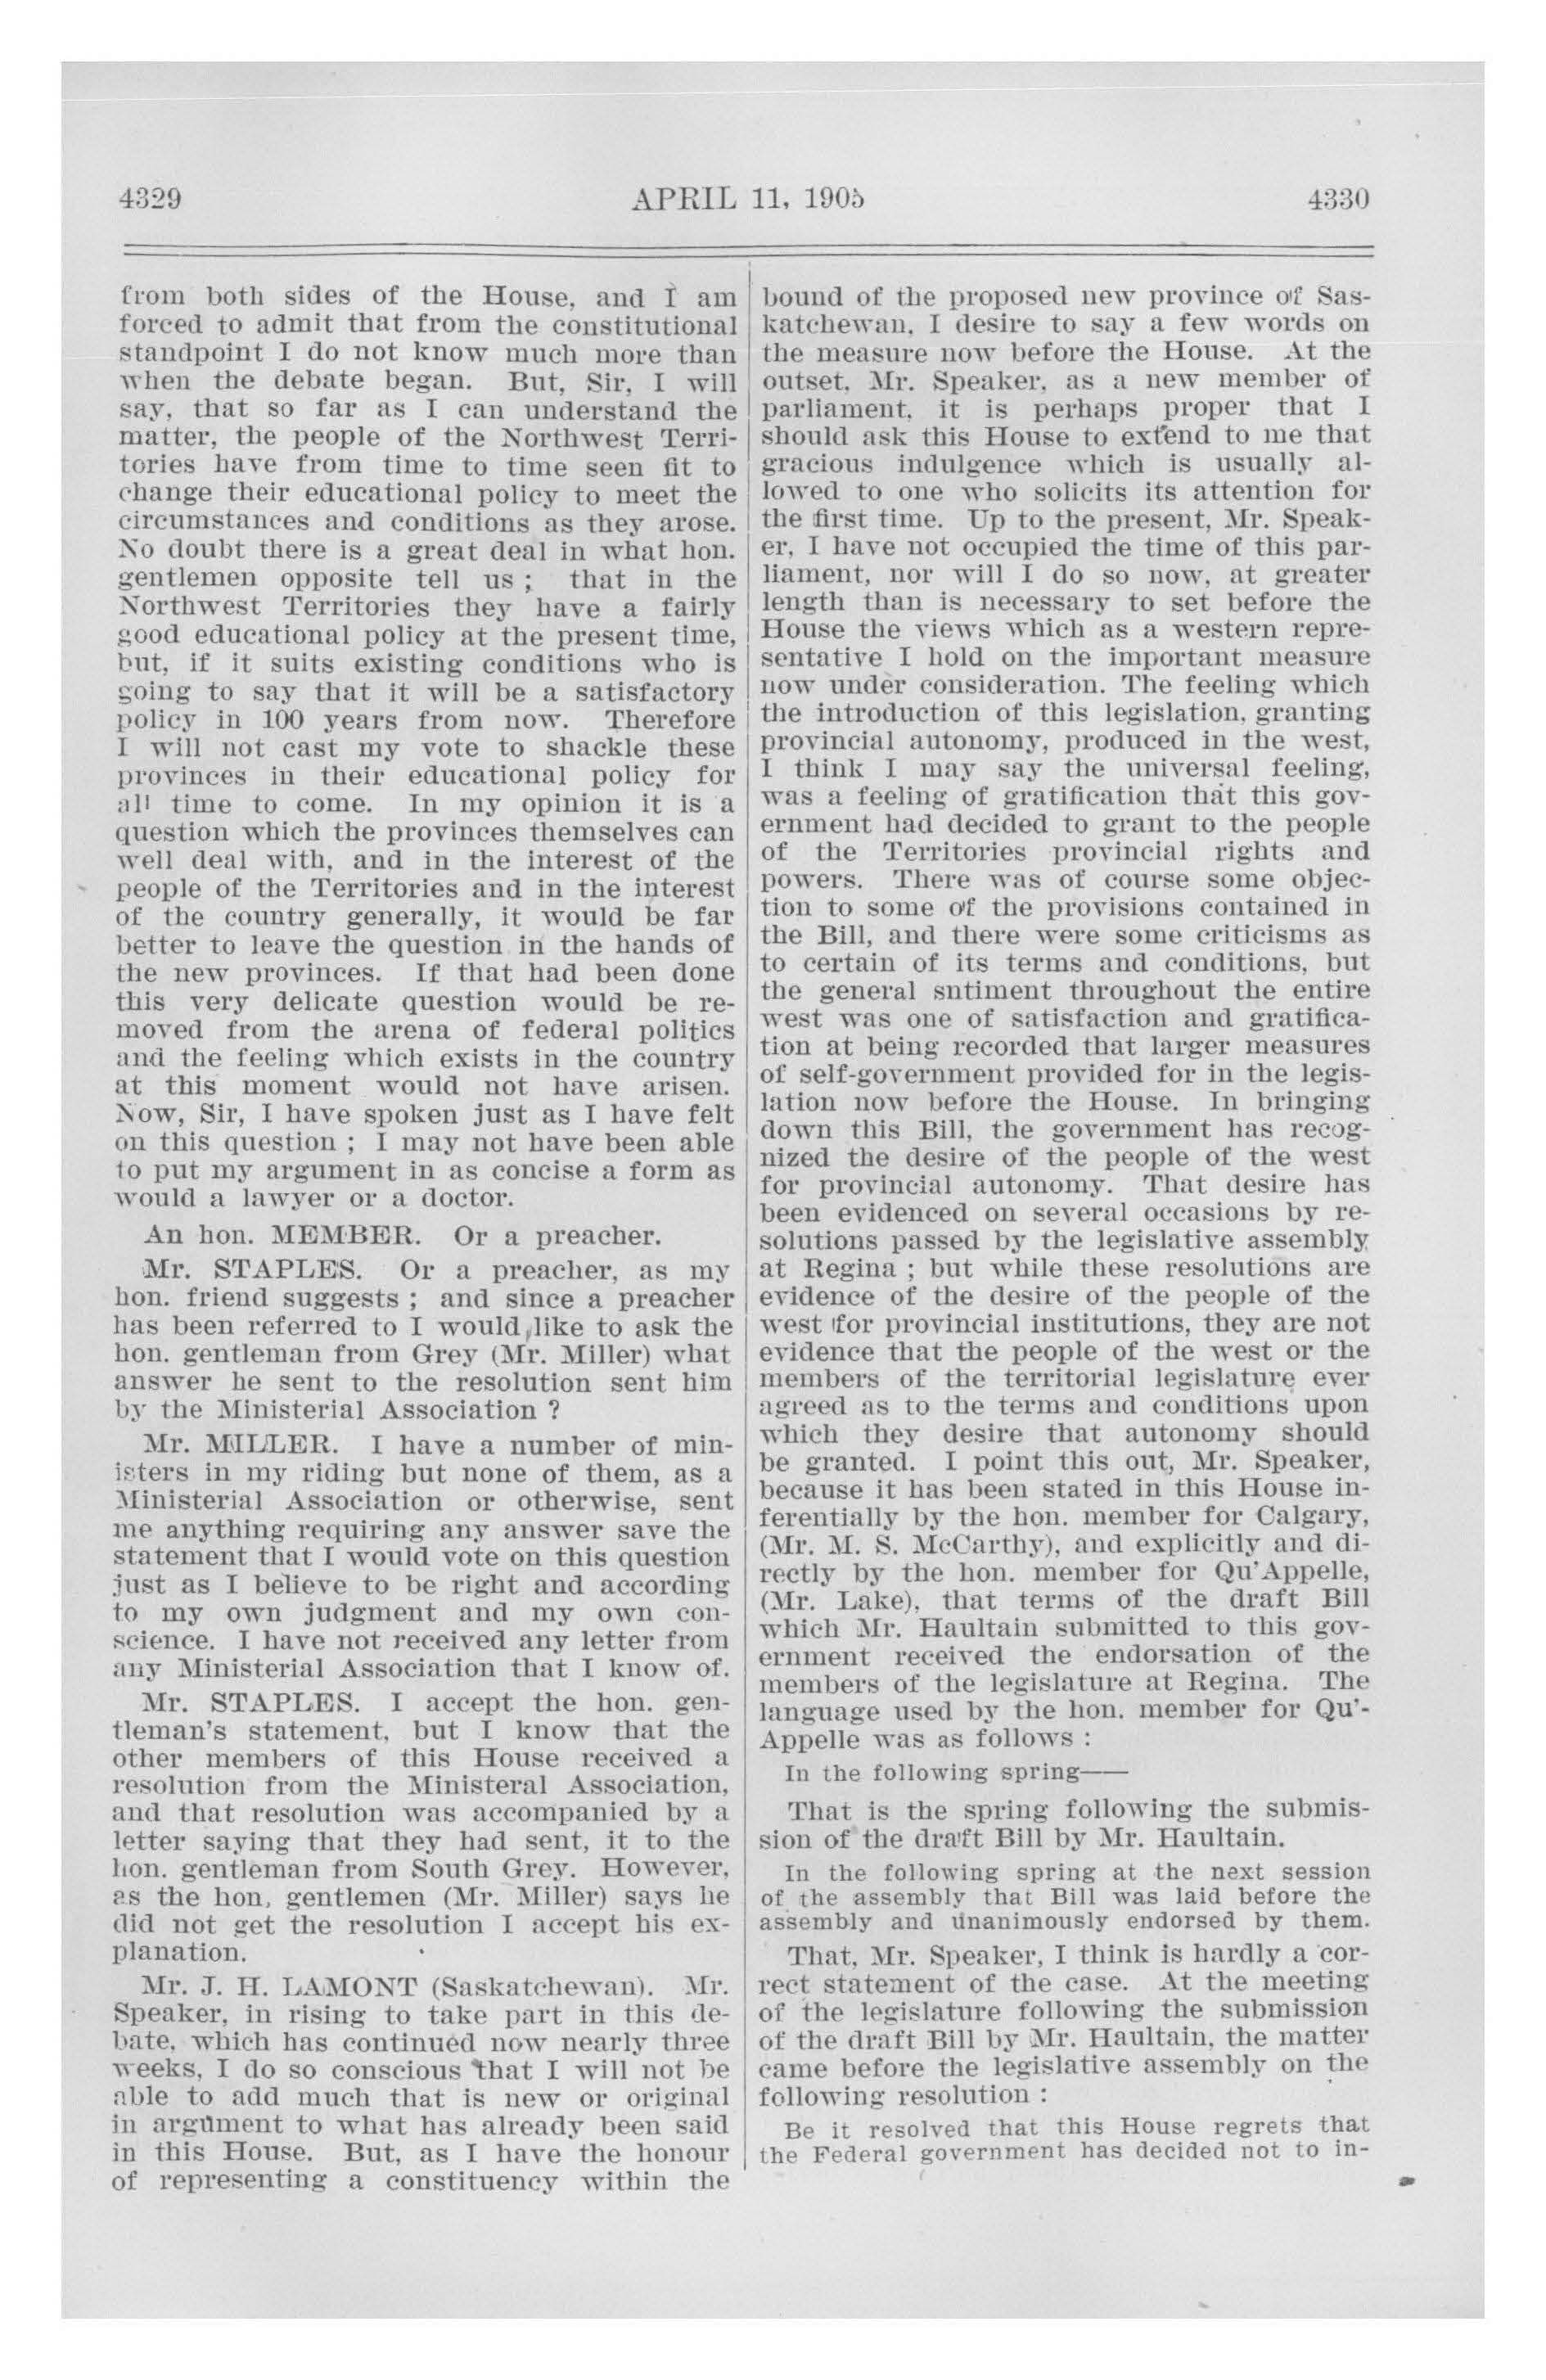 4329
APRIL 11, 1905
4330
from both sides of the House, and I am
forced to admit that from the constitutional
standpoint I do not know much more than
when the debate began. But, Sir, I will
say, that so far as I can understand the
matter, the people of the Northwest Terri-
tories have from time to time seen fit to
change their educational policy to meet the
circumstances and conditions as they arose.
No doubt there is a great deal in what hon.
gentlemen opposite tell us ; that in the
Northwest Territories they have a fairly
good educational policy at the present time,
but, if it suits existing conditions who is
going to say that it will be a satisfactory
policy in 100 years from now. Therefore
I will not cast my vote to shackle these
provinces in their educational policy for
all time to come. In my opinion it is a
question which the provinces themselves can
well deal with, and in the interest of the
people of the Territories and in the interest
of the country generally, it would be far
better to leave the question in the hands of
the new provinces. If that had been done
this very delicate question would be re-
moved from the arena of federal politics
and the feeling which exists in the country
at this moment would not have arisen.
Now, Sir, I have spoken just as I have felt
on this question ; I may not have been able
to put my argument in as concise a form as
would a lawyer or a doctor.
An hon. MEMBER. Or a preacher.
Mr. STAPLES. Or a preacher, as my
hon. friend suggests ; and since a preacher
has been referred to I would like to ask the
hon. gentleman from Grey (Mr. Miller) what
answer he sent to the resolution sent him
by the Ministerial Association ?
Mr. MILLER. I have a number of min-
isters in my riding but none of them, as a
Ministerial Association or otherwise, sent
me anything requiring any answer save the
statement that I would vote on this question
just as I believe to be right and according
to my own judgment and my own con-
science. I have not received any letter from
any Ministerial Association that I know of.
Mr. STAPLES. I accept the hon. gen-
tleman's statement, but I know that the
other members of this House received a
resolution from the Ministeral Association,
and that resolution was accompanied by a
letter saying that they had sent, it to the
hon. gentleman from South Grey. However,
as the hon, gentlemen (Mr. Miller) says he
did not get the resolution I accept his ex-
planation.
Mr. J. H. LAMONT (Saskatchewan). Mr.
Speaker, in rising to take part in this de-
bate, which has continued now nearly three
weeks, I do so conscious that I will not be
able to add much that is new or original
in argument to what has already been said
in this House. But, as I have the honour
of representing a constituency within the
bound of the proposed new province of Sas-
katchewan, I desire to say a few words on
the measure now before the House. At the
outset, Mr. Speaker, as a new member of
parliament, it is perhaps proper that I
should ask this House to extend to me that
gracious indulgence which is usually al-
lowed to one who solicits its attention for
the first time. Up to the present, Mr. Speak-
er, I have not occupied the time of this par-
liament, nor will I do so now, at greater
length than is necessary to set before the
House the views which as a western repre-
sentative I hold on the important measure
now under consideration. The feeling which
the introduction of this legislation, granting
provincial autonomy, produced in the west,
I think I may say the universal feeling,
was a feeling of gratification that this gov-
ernment had decided to grant to the people
of the Territories provincial rights and
powers. There was of course some objec-
tion to some of the provisions contained in
the Bill, and there were some criticisms as
to certain of its terms and conditions, but
the general sntiment throughout the entire
west was one of satisfaction and gratifica-
tion at being recorded that larger measures
of self-government provided for in the legis-
lation now before the House. In bringing
down this Bill, the government has recog-
nized the desire of the people of the west
for provincial autonomy. That desire has
been evidenced on several occasions by re-
solutions passed by the legislative assembly
at Regina ; but while these resolutions are
evidence of the desire of the people of the
west for provincial institutions, they are not
evidence that the people of the west or the
members of the territorial legislature ever
agreed as to the terms and conditions upon
which they desire that autonomy should
be granted. I point this out, Mr. Speaker,
because it has been stated in this House in-
ferentially by the hon. member for Calgary,
(Mr. M. S. McCarthy), and explicitly and di-
rectly by the hon. member for Qu'Appelle,
(Mr. Lake), that terms of the draft Bill
which Mr. Haultain submitted to this gov-
ernment received the endorsation of the
members of the legislature at Regina. The
language used by the hon. member for Qu'-
Appelle was as follows :
In the following spring——
That is the spring following the submis-
sion of the draft Bill by Mr. Haultain.
In the following spring at the next session
of the assembly that Bill was laid before the
assembly and unanimously endorsed by them.
That, Mr. Speaker, I think is hardly a cor-
rect statement of the case. At the meeting
of the legislature following the submission
of the draft Bill by Mr. Haultain, the matter
came before the legislative assembly on the
following resolution :
Be it resolved that this House regrets that
the Federal government has decided not to in-